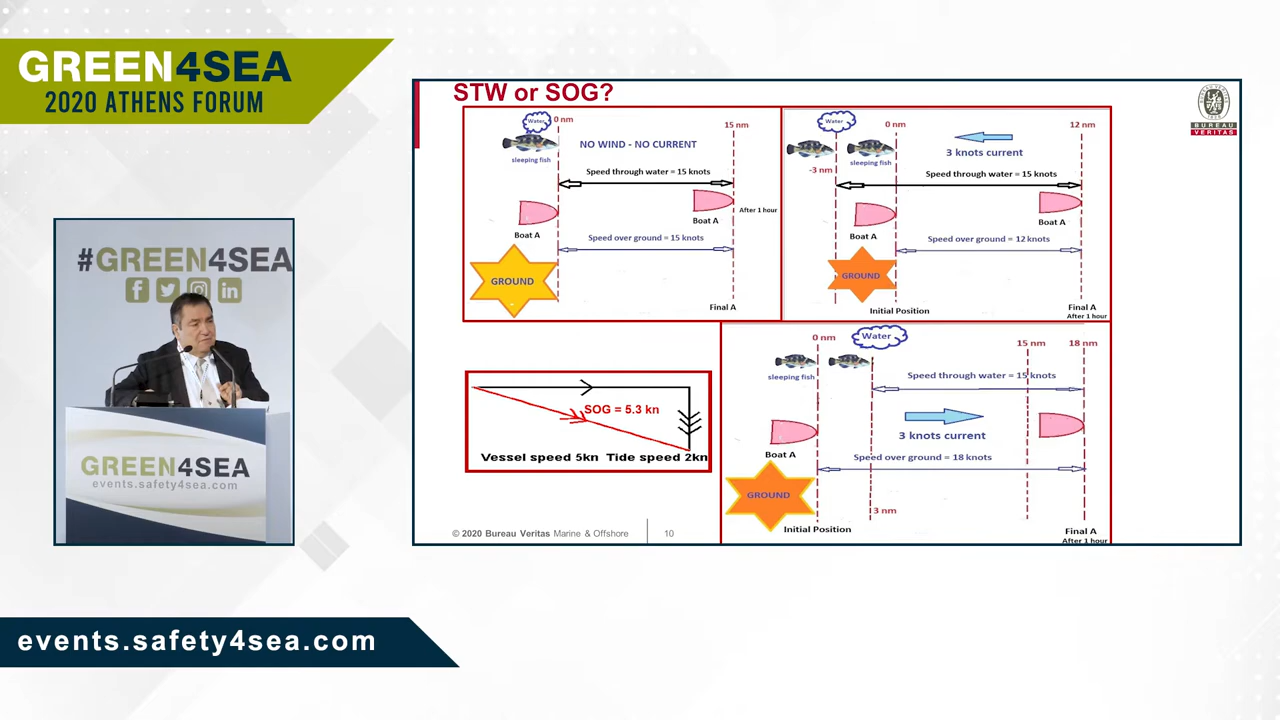 GREEN4SEA
2020 ATHENS FORUM
#GREEN4SEA
GREEN4SEA
events.safety4sea.com
events.safety4sea.com
STW or SOG?
BUREAU
VERITAS
Water
0 nm
15 nm
sleeping fish
NO WIND - NO CURRENT
Speed through water = 15 knots
Boat A
Boat A
After 1 hour
Speed over ground = 15 knots
GROUND
Final A
Water
0 nm
12 nm
sleeping fish
3 knots current
-3 nm
Speed through water = 15 knots
Boat A
Boat A
Speed over ground = 12 knots
GROUND
Initial Position
Final A
After 1 hour
SOG = 5.3 kn
Vessel speed 5kn Tide speed 2kn
0 nm
Water
15 nm
18 nm
sleeping fish
Speed through water = 15 knots
3 knots current
Boat A
Speed over ground = 18 knots
GROUND
3 nm
Initial Position
Final A
After 1 hour
© 2020 Bureau Veritas Marine & Offshore
10